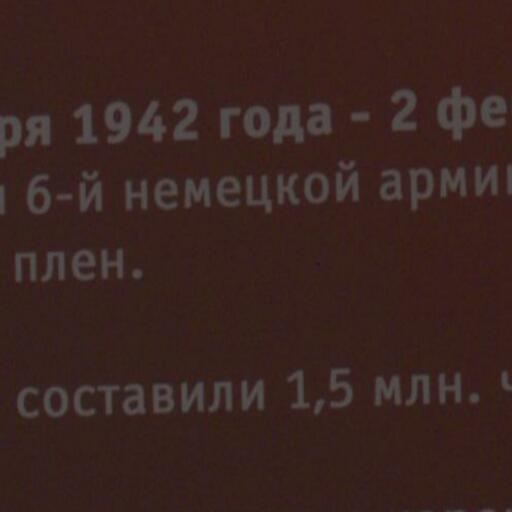 ря 1942 года - 2 фе
6-й немецкой арми
плен.
составили 1,5 млн.